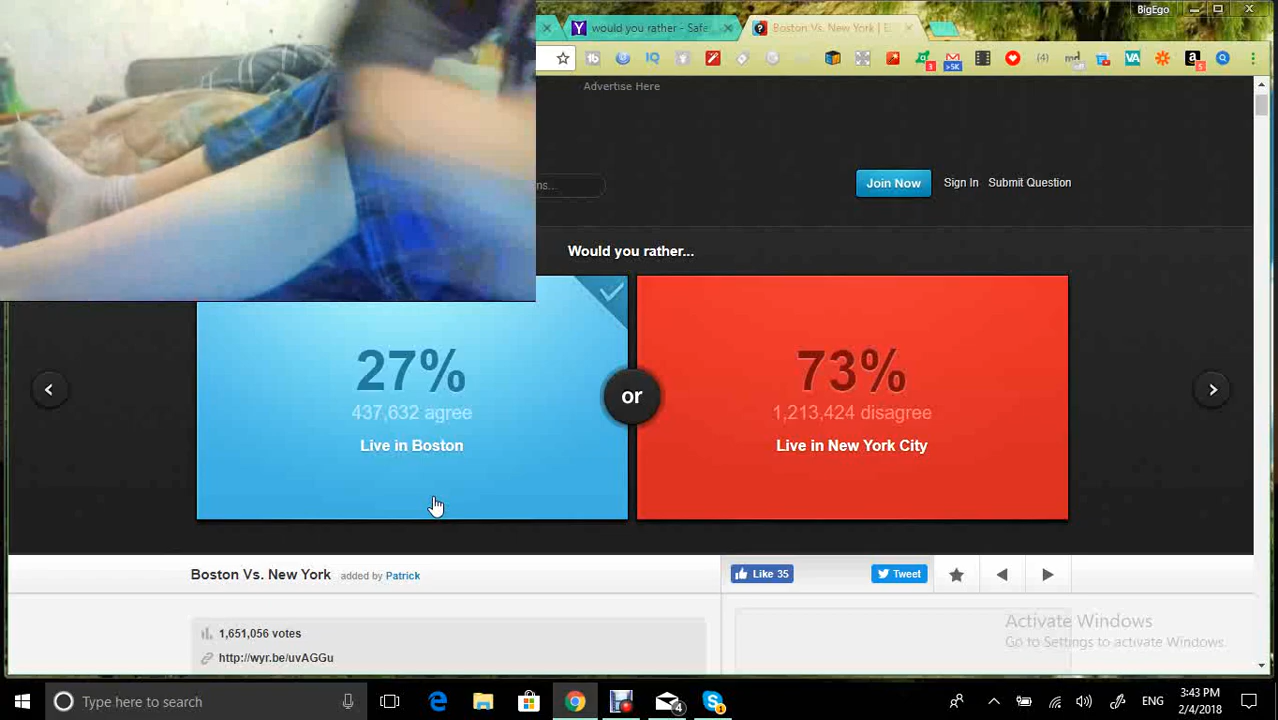 BigEgo
would you rather - Safe
Boston Vs. New York | E
>5K
(4)
Advertise Here
ns...
Join Now
Sign In
Submit Question
Would you rather...
27%
437,632 agree
Live in Boston
or
73%
1,213,424 disagree
Live in New York City
Boston Vs. New York added by Patrick
Like 35
Tweet
1,651,056 votes
http://wyr.be/uvAGGu
Activate Windows
Go to Settings to activate Windows.
Type here to search
ENG
3:43 PM
2/4/2018